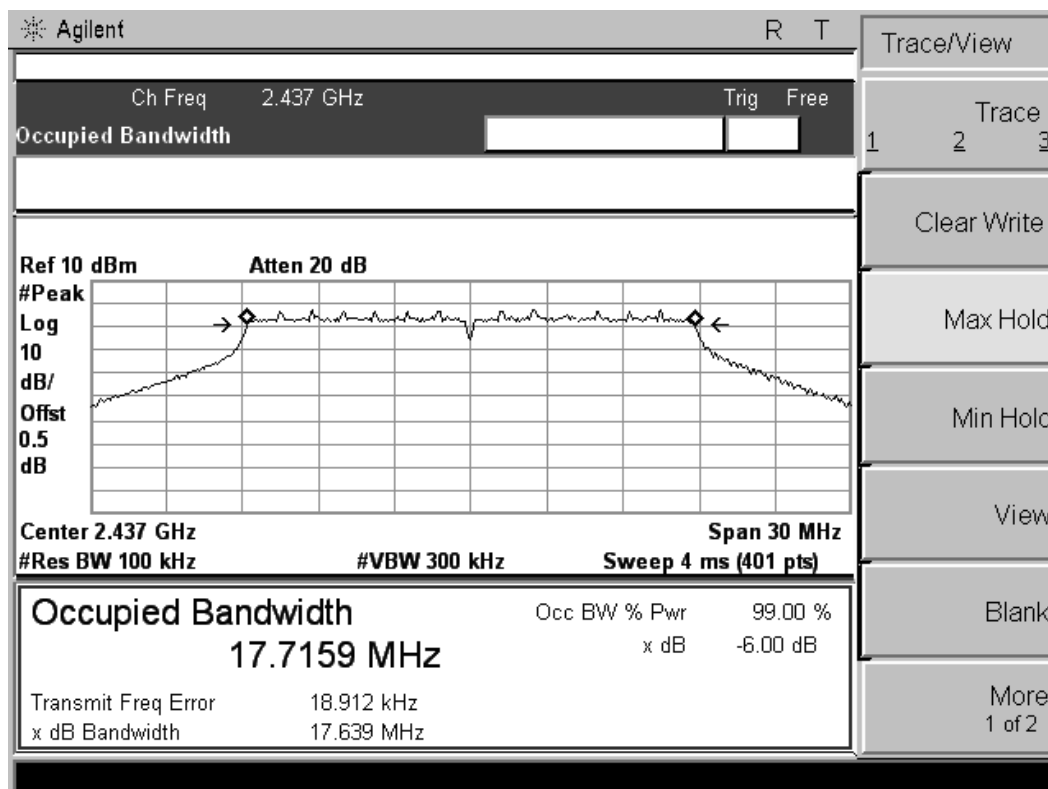 Agilent R T
Trace/View
Ch Freq 2.437 GHz Trig Free
Occupied Bandwidth
Trace
1 2 3
Clear Write
Max Hold
Min Hold
View
Blank
More
1 of 2
Ref 10 dBm Atten 20 dB
#Peak
Log
10
dB/
Offst
0.5
dB
Center 2.437 GHz Span 30 MHz
#Res BW 100 kHz #VBW 300 kHz Sweep 4 ms (401 pts)
Occupied Bandwidth
17.7159 MHz
Occ BW % Pwr 99.00 %
x dB -6.00 dB
Transmit Freq Error 18.912 kHz
x dB Bandwidth 17.639 MHz